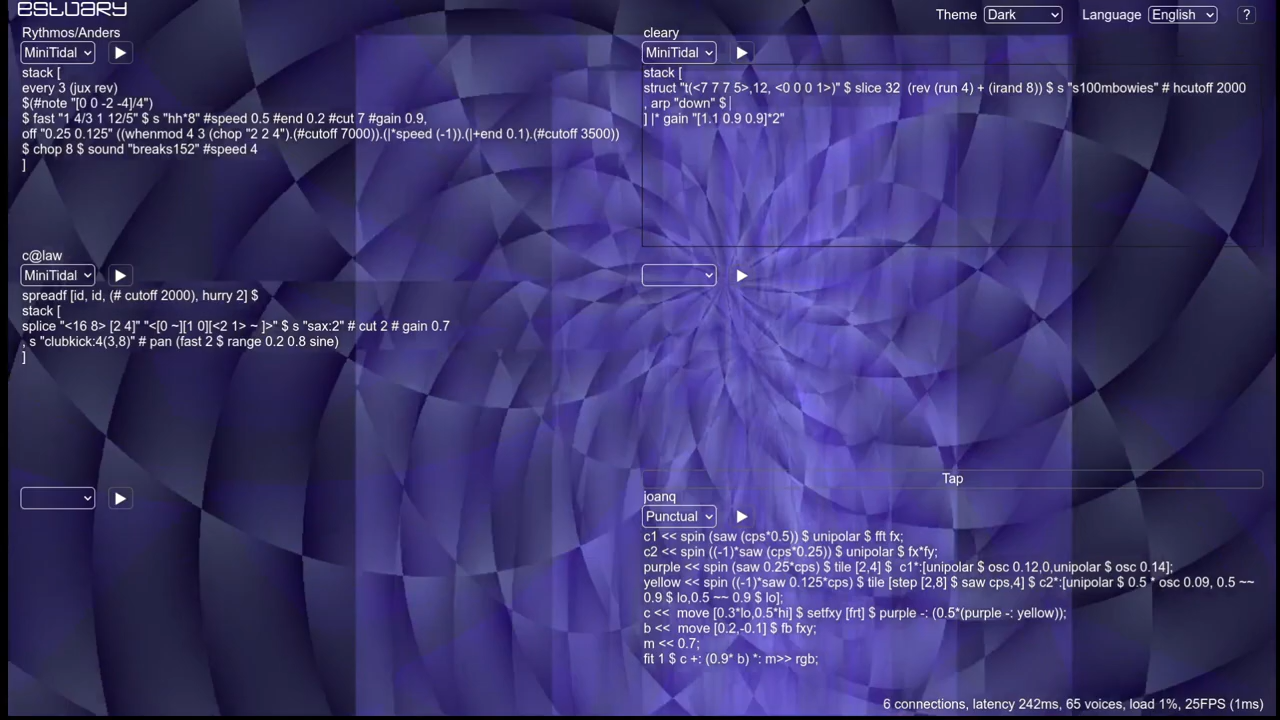 ESTUARY
Theme Dark Language English ?
Rythmos/Anders
MiniTidal
stack [
every 3 (jux rev)
$(#note "[0 0 -2 -4]/4")
$ fast "1 4/3 1 12/5" $ s "hh*8" #speed 0.5 #end 0.2 #cut 7 #gain 0.9,
off "0.25 0.125" ((whenmod 4 3 (chop "2 2 4").(#cutoff 7000)).(|*speed (-1)).(|+end 0.1).(#cutoff 3500))
$ chop 8 $ sound "breaks152" #speed 4
]
cleary
MiniTidal
stack [
struct "t(<7 7 7 5>,12, <0 0 0 1>)" $ slice 32  (rev (run 4) + (irand 8)) $ s "s100mbowies" # hcutoff 2000
, arp "down" $
] |* gain "[1.1 0.9 0.9]*2"
c@law
MiniTidal
spreadf [id, id, (# cutoff 2000), hurry 2] $
stack [
splice "<16 8> [2 4]" "<[0 ~][1 0][<2 1> ~ ]>" $ s "sax:2" # cut 2 # gain 0.7
, s "clubkick:4(3,8)" # pan (fast 2 $ range 0.2 0.8 sine)
]
Tap
joanq
Punctual
c1 << spin (saw (cps*0.5)) $ unipolar $ fft fx;
c2 << spin ((-1)*saw (cps*0.25)) $ unipolar $ fx*fy;
purple << spin (saw 0.25*cps) $ tile [2,4] $  c1*:[unipolar $ osc 0.12,0,unipolar $ osc 0.14];
yellow << spin ((-1)*saw 0.125*cps) $ tile [step [2,8] $ saw cps,4] $ c2*:[unipolar $ 0.5 * osc 0.09, 0.5 ~~
0.9 $ lo,0.5 ~~ 0.9 $ lo];
c <<  move [0.3*lo,0.5*hi] $ setfxy [frt] $ purple -: (0.5*(purple -: yellow));
b <<  move [0.2,-0.1] $ fb fxy;
m << 0.7;
fit 1 $ c +: (0.9* b) *: m>> rgb;
6 connections, latency 242ms, 65 voices, load 1%, 25FPS (1ms)